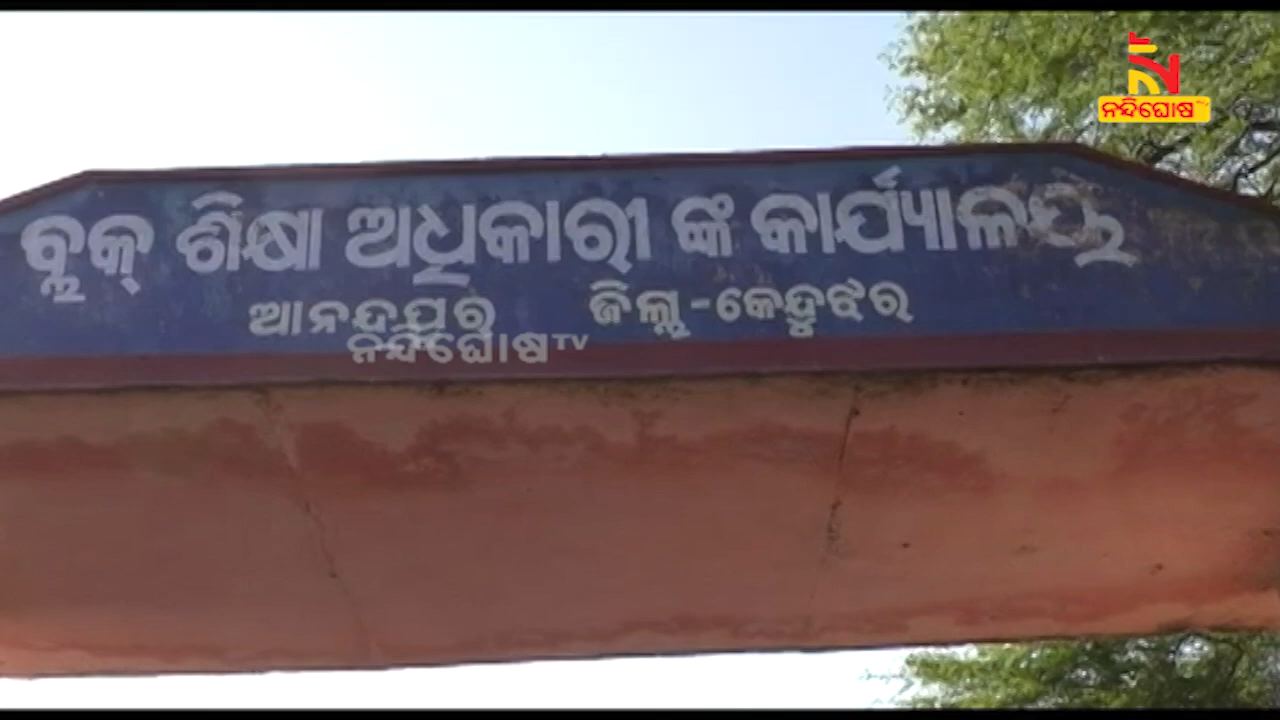 ନନ୍ଦିଘୋଷ
ବ୍ଲକ୍ ଶିକ୍ଷା ଅଧିକାରୀ ଙ୍କ କାର୍ଯ୍ୟାଳୟ
ଆନନ୍ଦପୁର ଜିଲ୍ଲା-କେନ୍ଦୁଝର
ନନ୍ଦିଘୋଷTV